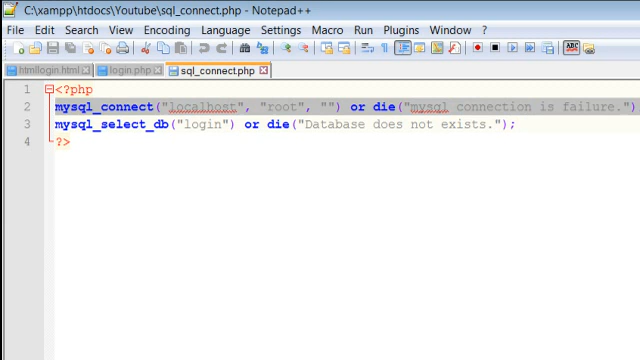 C:\xampp\htdocs\Youtube\sql_connect.php - Notepad++
File Edit Search View Encoding Language Settings Macro Run Plugins Window ?
htmllogin.html login.php sql_connect.php
1 <?php
2 mysql_connect("localhost", "root", "") or die("mysql connection is failure.")
3 mysql_select_db("login") or die("Database does not exists.");
4 ?>